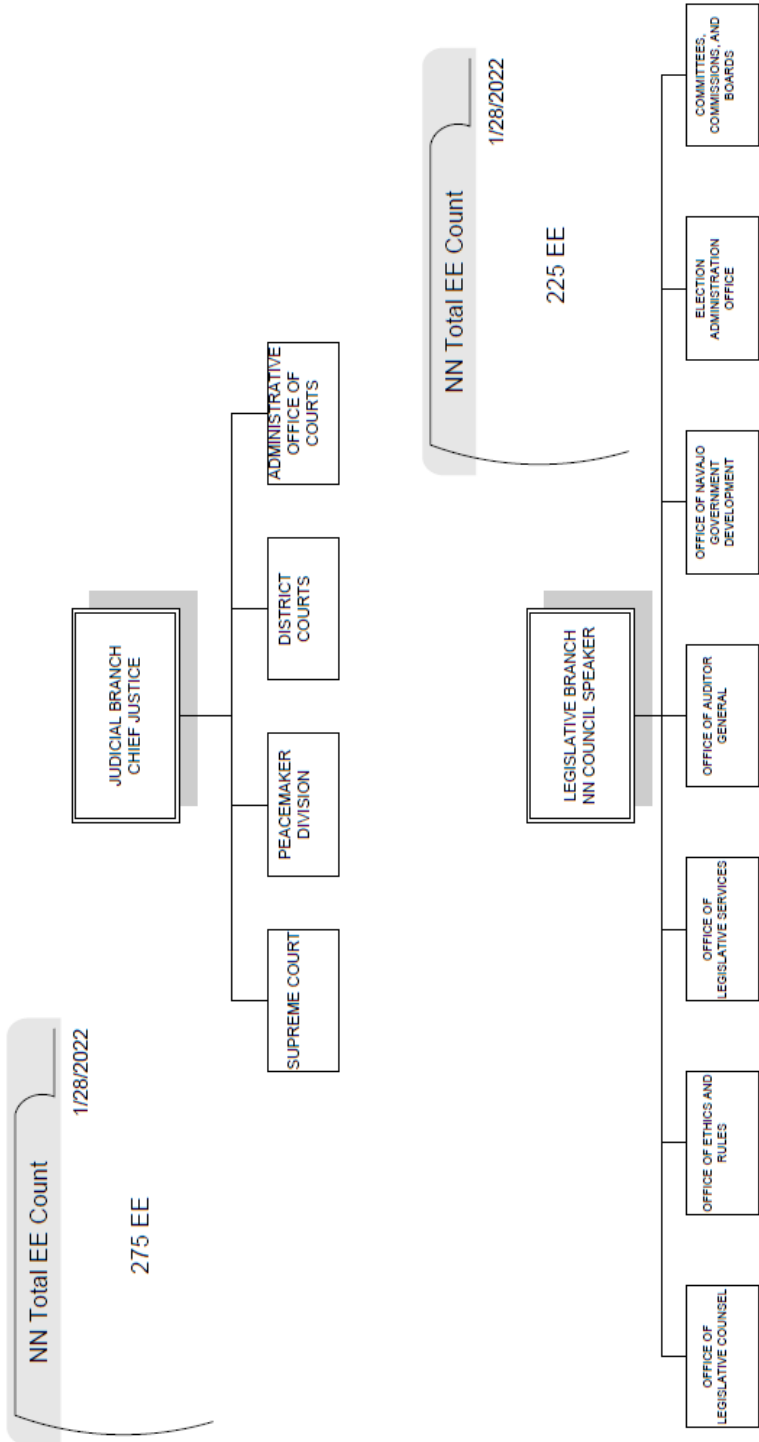 NN Total EE Count
1/28/2022
275 EE
JUDICIAL BRANCH
CHIEF JUSTICE
SUPREME COURT
PEACEMAKER
DIVISION
DISTRICT
COURTS
ADMINISTRATIVE
OFFICE OF
COURTS
NN Total EE Count
1/28/2022
225 EE
LEGISLATIVE BRANCH
NN COUNCIL SPEAKER
OFFICE OF
LEGISLATIVE COUNSEL
OFFICE OF ETHICS AND
RULES
OFFICE OF
LEGISLATIVE SERVICES
OFFICE OF AUDITOR
GENERAL
OFFICE OF NAVAJO
GOVERNMENT
DEVELOPMENT
ELECTION
ADMINISTRATION
OFFICE
COMMITTEES,
COMMISSIONS, AND
BOARDS